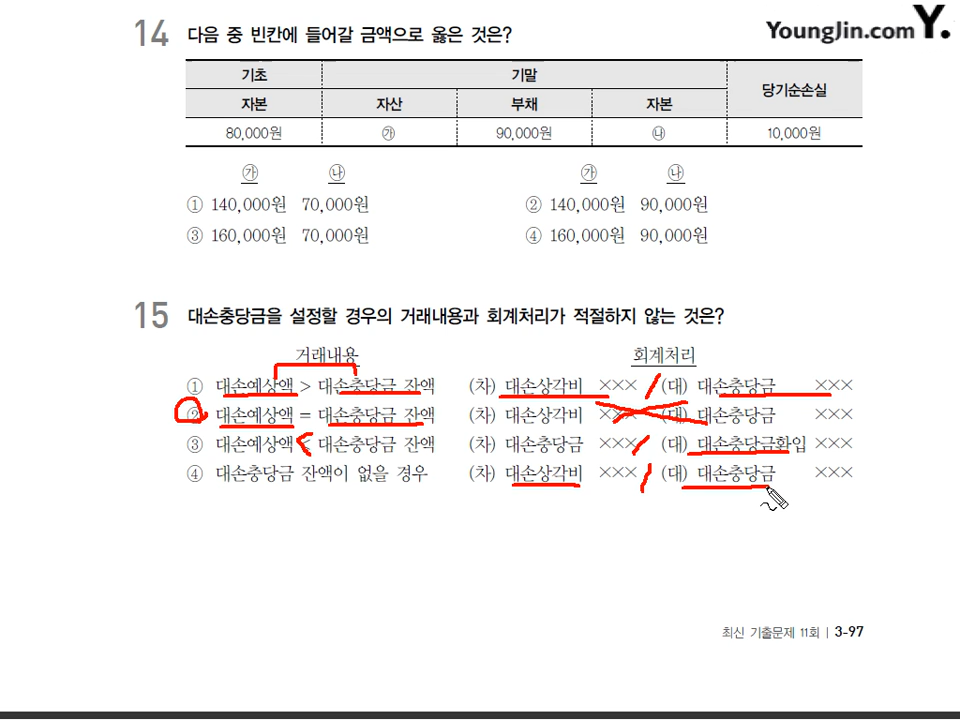 YoungJin.com Y.
14 다음 중 빈칸에 들어갈 금액으로 옳은 것은?
기초 기말 당기순손실
자본 자산 부채 자본
80,000원 ㉮ 90,000원 ㉯ 10,000원
㉮ ㉯ ㉮ ㉯
① 140,000원 70,000원 ② 140,000원 90,000원
③ 160,000원 70,000원 ④ 160,000원 90,000원
15 대손충당금을 설정할 경우의 거래내용과 회계처리가 적절하지 않는 것은?
거래내용 회계처리
① 대손예상액 > 대손충당금 잔액 (차) 대손상각비 ××× (대) 대손충당금 ×××
② 대손예상액 = 대손충당금 잔액 (차) 대손상각비 ××× (대) 대손충당금 ×××
③ 대손예상액 < 대손충당금 잔액 (차) 대손충당금 ××× (대) 대손충당금환입 ×××
④ 대손충당금 잔액이 없을 경우 (차) 대손상각비 ××× (대) 대손충당금 ×××
최신 기출문제 11회 | 3-97